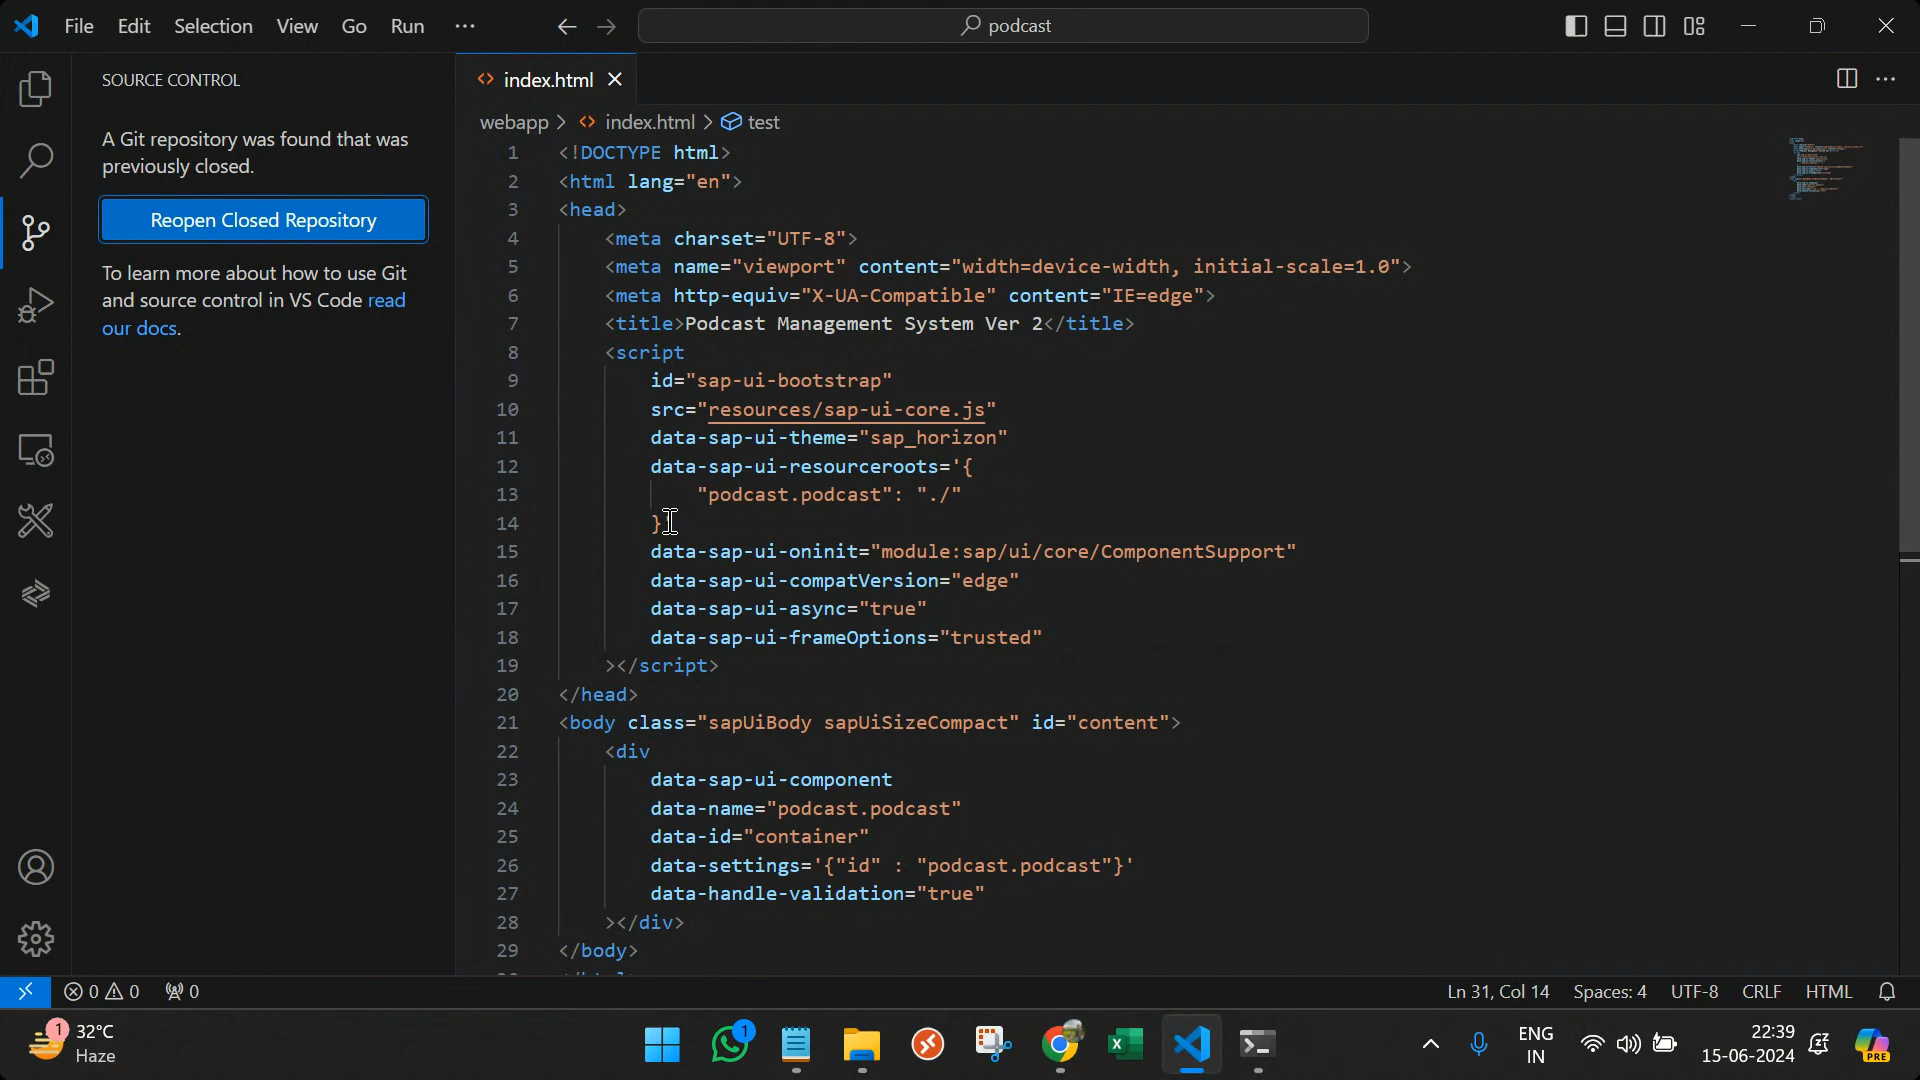 File Edit Selection View Go Run ···
podcast
SOURCE CONTROL
A Git repository was found that was
previously closed.
Reopen Closed Repository
To learn more about how to use Git
and source control in VS Code read
our docs.
index.html
webapp > index.html > test
1 <!DOCTYPE html>
2 <html lang="en">
3 <head>
4 <meta charset="UTF-8">
5 <meta name="viewport" content="width=device-width, initial-scale=1.0">
6 <meta http-equiv="X-UA-Compatible" content="IE=edge">
7 <title>Podcast Management System Ver 2</title>
8 <script
9 id="sap-ui-bootstrap"
10 src="resources/sap-ui-core.js"
11 data-sap-ui-theme="sap_horizon"
12 data-sap-ui-resourceroots='{
13 "podcast.podcast": "./"
14 }
15 data-sap-ui-oninit="module:sap/ui/core/ComponentSupport"
16 data-sap-ui-compatVersion="edge"
17 data-sap-ui-async="true"
18 data-sap-ui-frameOptions="trusted"
19 ></script>
20 </head>
21 <body class="sapUiBody sapUiSizeCompact" id="content">
22 <div
23 data-sap-ui-component
24 data-name="podcast.podcast"
25 data-id="container"
26 data-settings='{"id" : "podcast.podcast"}'
27 data-handle-validation="true"
28 ></div>
29 </body>
0 0 0
Ln 31, Col 14 Spaces: 4 UTF-8 CRLF HTML
1
32°C
Haze
1
ENG
IN
22:39
15-06-2024
PRE